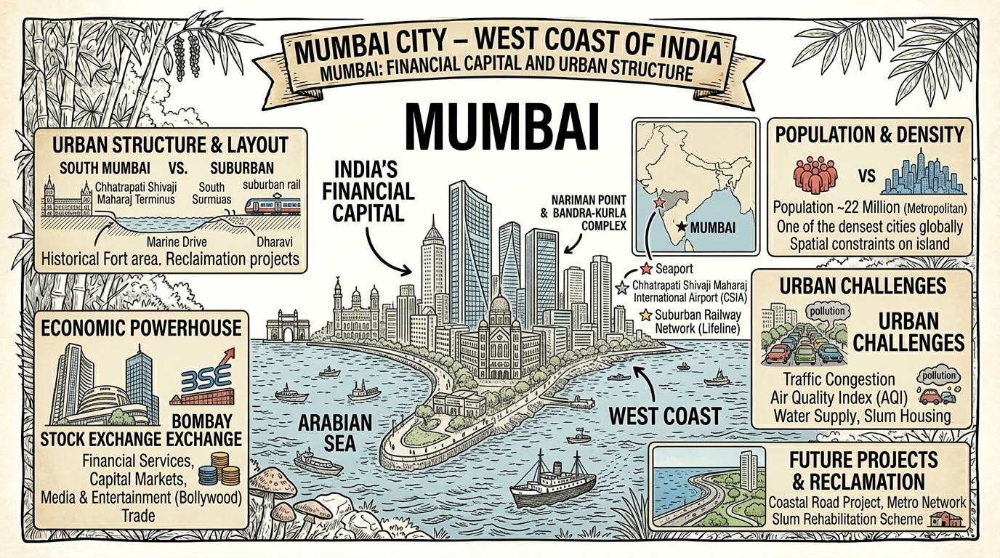 MUMBAI CITY – WEST COAST OF INDIA
MUMBAI: FINANCIAL CAPITAL AND URBAN STRUCTURE
MUMBAI
URBAN STRUCTURE & LAYOUT
SOUTH MUMBAI VS. SUBURBAN
Chhatrapati Shivaji
Maharaj Terminus
South
Sormuas
suburban rail
Marine Drive
Dharavi
Historical Fort area. Reclaimation projects
INDIA'S
FINANCIAL
CAPITAL
NARIMAN POINT
& BANDRA-KURLA
COMPLEX
MUMBAI
Seaport
Chhatrapati Shivaji Maharaj
International Airport (CSIA)
Suburban Railway
Network (Lifeline)
POPULATION & DENSITY
VS
Population ~22 Million (Metropolitan)
One of the densest cities globally
Spatial constraints on island
ECONOMIC POWERHOUSE
BSE
BOMBAY
STOCK EXCHANGE EXCHANGE
Financial Services,
Capital Markets,
Media & Entertainment (Bollywood)
Trade
ARABIAN
SEA
WEST COAST
URBAN CHALLENGES
pollution
URBAN
CHALLENGES
pollution
Traffic Congestion
Air Quality Index (AQI)
Water Supply, Slum Housing
FUTURE PROJECTS
& RECLAMATION
Coastal Road Project, Metro Network
Slum Rehabilitation Scheme